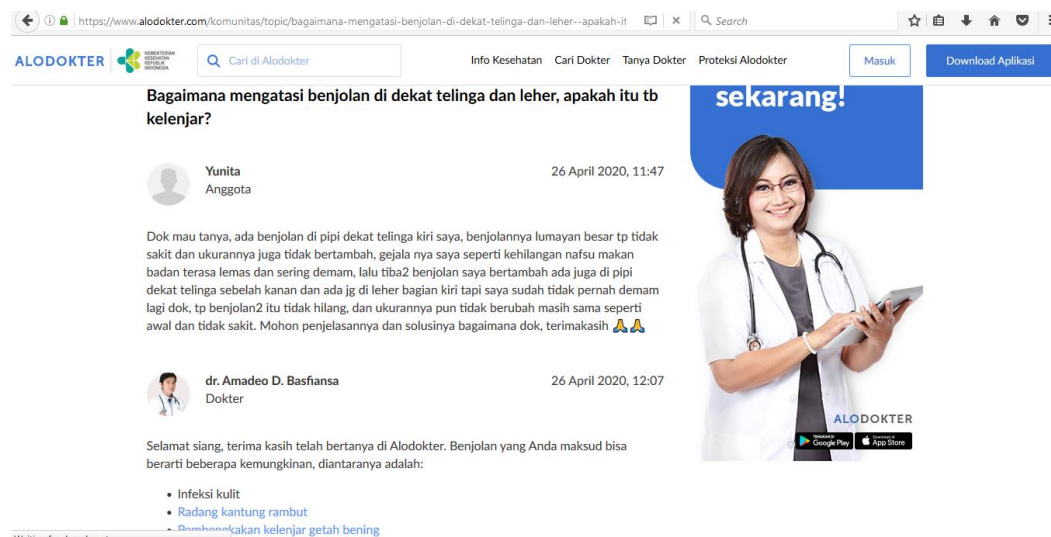 https://www.alodokter.com/komunitas/topic/bagaimana-mengatasi-benjolan-di-dekat-telinga-dan-leher--apakah-it
Search
ALODOKTER
KEMENTERIAN
KESEHATAN
REPUBLIK
INDONESIA
Cari di Alodokter
Info Kesehatan Cari Dokter Tanya Dokter Proteksi Alodokter
Masuk
Download Aplikasi
Bagaimana mengatasi benjolan di dekat telinga dan leher, apakah itu tb
kelenjar?
Yunita
26 April 2020, 11:47
Anggota
Dok mau tanya, ada benjolan di pipi dekat telinga kiri saya, benjolannya lumayan besar tp tidak
sakit dan ukurannya juga tidak bertambah, gejala nya saya seperti kehilangan nafsu makan
badan terasa lemas dan sering demam, lalu tiba2 benjolan saya bertambah ada juga di pipi
dekat telinga sebelah kanan dan ada jg di leher bagian kiri tapi saya sudah tidak pernah demam
lagi dok, tp benjolan2 itu tidak hilang, dan ukurannya pun tidak berubah masih sama seperti
awal dan tidak sakit. Mohon penjelasannya dan solusinya bagaimana dok, terimakasih 🙏🙏
dr. Amadeo D. Basfiansa
26 April 2020, 12:07
Dokter
Selamat siang, terima kasih telah bertanya di Alodokter. Benjolan yang Anda maksud bisa
berarti beberapa kemungkinan, diantaranya adalah:
• Infeksi kulit
• Radang kantung rambut
• Pembengkakan kelenjar getah bening
sekarang!
ALODOKTER
TEMUKAN DI
Google Play
Download di
App Store